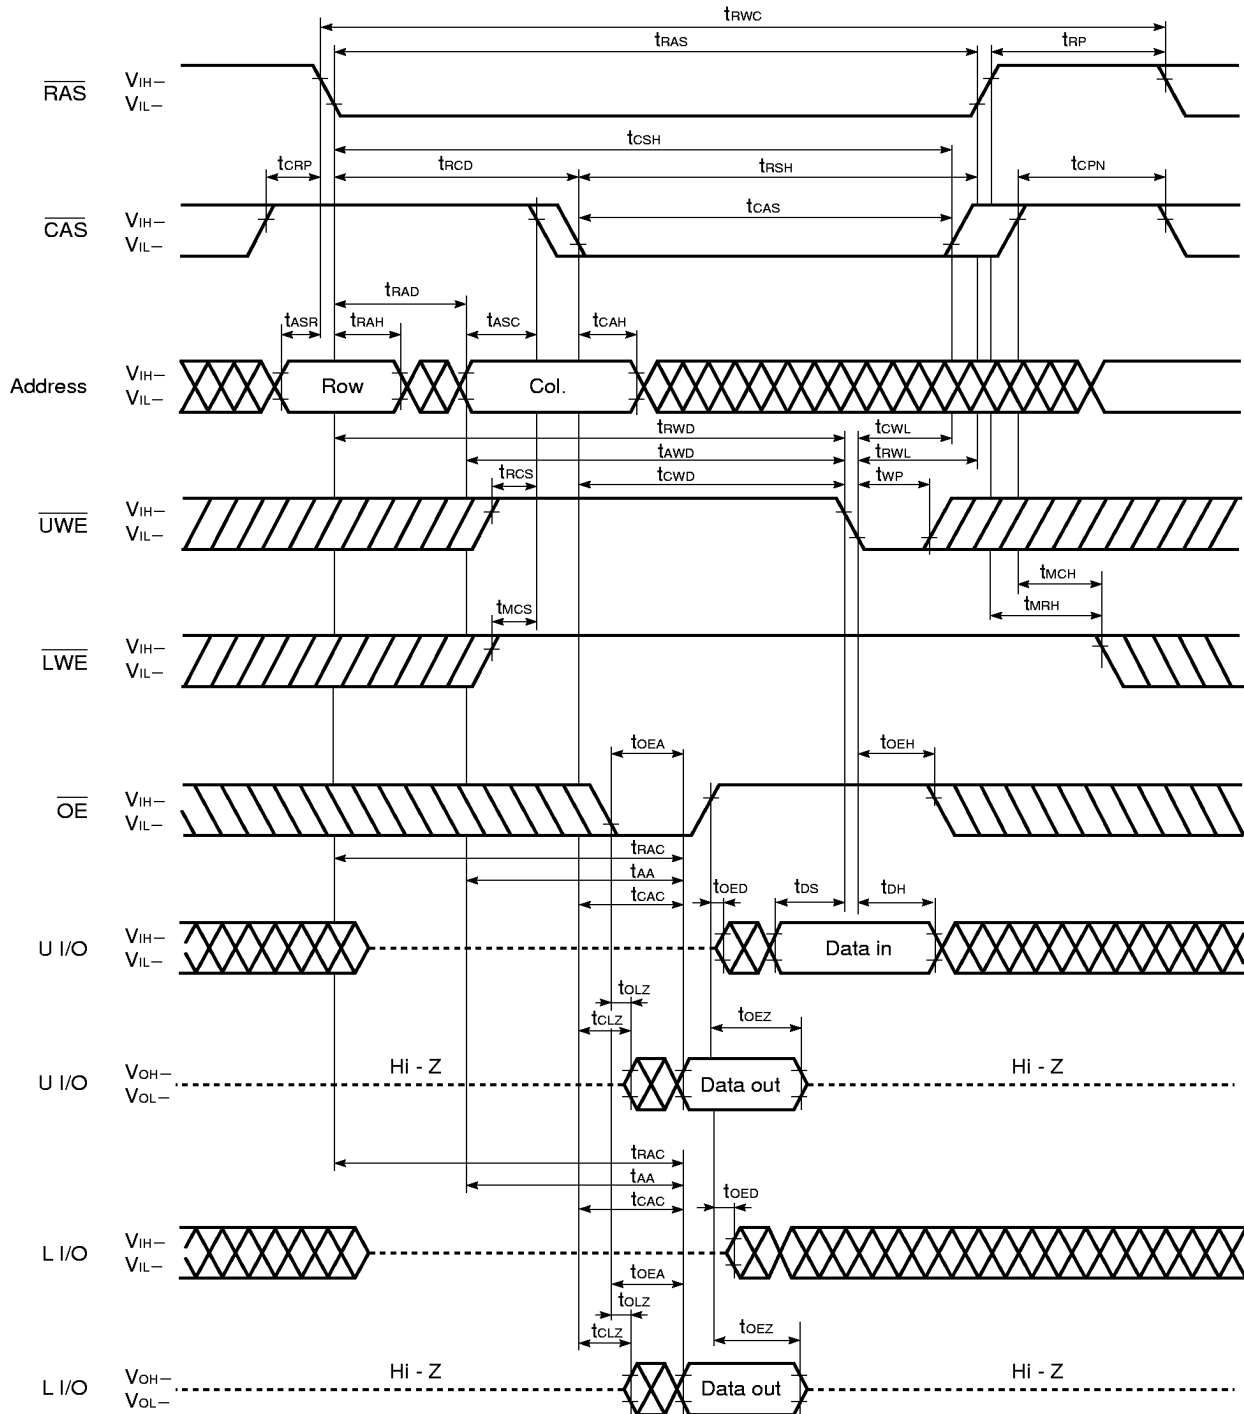 tRWC
tRAS tRP
RAS VIH–
VIL–
tCSH
tCRP tRCD tRSH tCPN
tCAS
CAS VIH–
VIL–
tRAD
tASR tRAH tASC tCAH
Address VIH–
VIL–
Row Col.
tRWD tCWL
tAWD tRWL
tRCS tCWD tWP
UWE VIH–
VIL–
tMCH
tMCS tMRH
LWE VIH–
VIL–
tOEA tOEH
OE VIH–
VIL–
tRAC
tAA
tCAC tOED tDS tDH
U I/O VIH–
VIL–
Data in
tOLZ
tCLZ tOEZ
U I/O VOH–
VOL–
Hi - Z Data out Hi - Z
tRAC
tAA
tCAC tOED
L I/O VIH–
VIL–
tOEA
tOLZ
tCLZ tOEZ
L I/O VOH–
VOL–
Hi - Z Data out Hi - Z